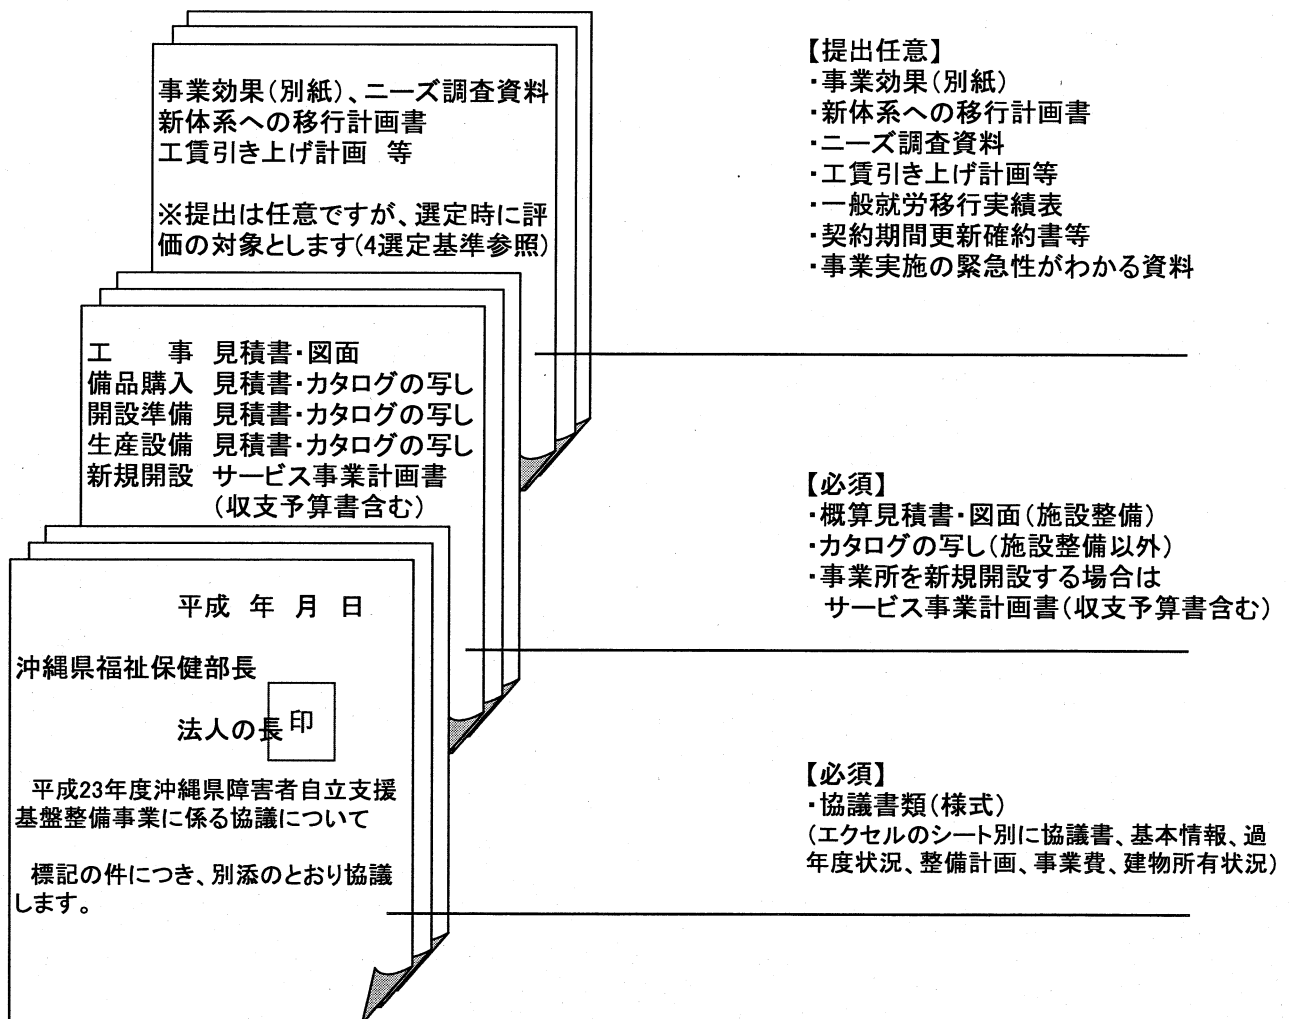 事業効果（別紙）、ニーズ調査資料
新体系への移行計画書
工賃引き上げ計画 等
※提出は任意ですが、選定時に評
価の対象とします（4選定基準参照）
【提出任意】
・事業効果（別紙）
・新体系への移行計画書
・ニーズ調査資料
・工賃引き上げ計画等
・一般就労移行実績表
・契約期間更新確約書等
・事業実施の緊急性がわかる資料
工　　事 見積書・図面
備品購入 見積書・カタログの写し
開設準備 見積書・カタログの写し
生産設備 見積書・カタログの写し
新規開設 サービス事業計画書
（収支予算書含む）
【必須】
・概算見積書・図面（施設整備）
・カタログの写し（施設整備以外）
・事業所を新規開設する場合は
サービス事業計画書（収支予算書含む）
平成 年 月 日
沖縄県福祉保健部長
法人の長 印
平成23年度沖縄県障害者自立支援
基盤整備事業に係る協議について
標記の件につき、別添のとおり協議
します。
【必須】
・協議書類（様式）
（エクセルのシート別に協議書、基本情報、過
年度状況、整備計画、事業費、建物所有状況）